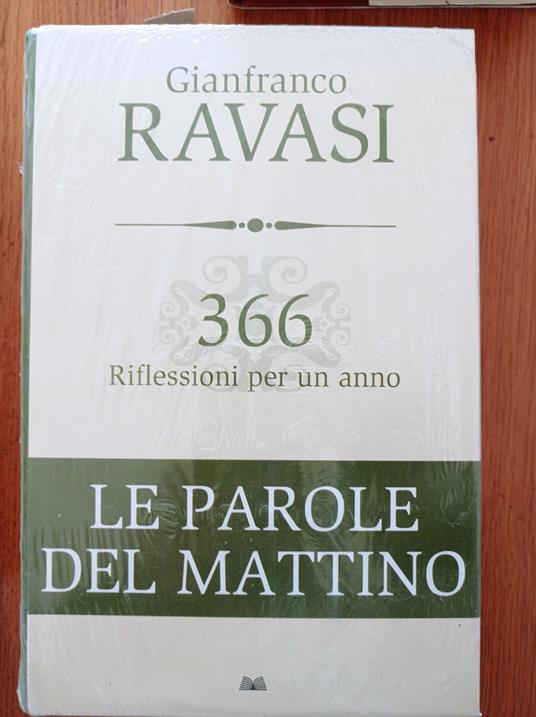 Gianfranco
RAVASI
366
Riflessioni per un anno
LE PAROLE
DEL MATTINO